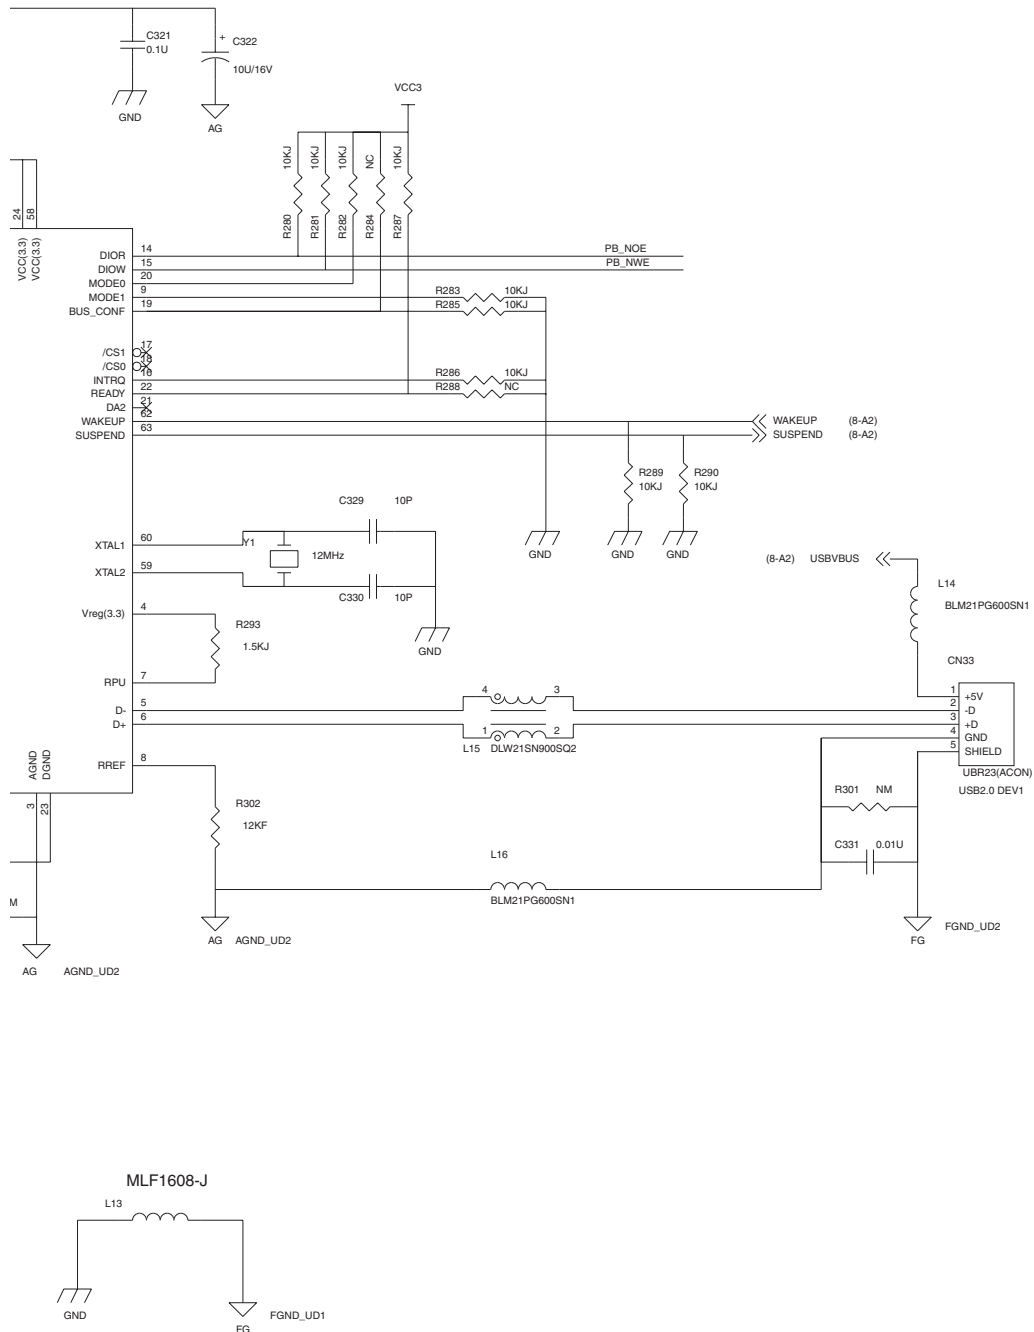 C321
0.1U
GND
+
C322
10U/16V
AG
VCC3
10KJ
10KJ
10KJ
NC
10KJ
R280
R281
R282
R284
R287
24
58
VCC(3.3)
VCC(3.3)
DIOR 14
DIOW 15
MODE0 20
MODE1 9
BUS_CONF 19
PB_NOE
PB_NWE
R283 10KJ
R285 10KJ
/CS1 17
/CS0 18
INTRQ 16
READY 22
DA2 21
WAKEUP 62
SUSPEND 63
R286 10KJ
R288 NC
WAKEUP (8-A2)
SUSPEND (8-A2)
R289
10KJ
R290
10KJ
GND
GND
GND
C329 10P
XTAL1 60
Y1
12MHz
XTAL2 59
C330 10P
GND
(8-A2) USBVBUS
L14
BLM21PG600SN1
Vreg(3.3) 4
R293
1.5KJ
RPU 7
CN33
D- 5
D+ 6
4
3
1
2
L15 DLW21SN900SQ2
1 +5V
2 -D
3 +D
4 GND
5 SHIELD
UBR23(ACON)
USB2.0 DEV1
RREF 8
AGND
DGND
3
23
R302
12KF
R301 NM
C331 0.01U
L16
BLM21PG600SN1
M
AG AGND_UD2
FG
FGND_UD2
AG AGND_UD2
MLF1608-J
L13
GND
FGND_UD1
FG